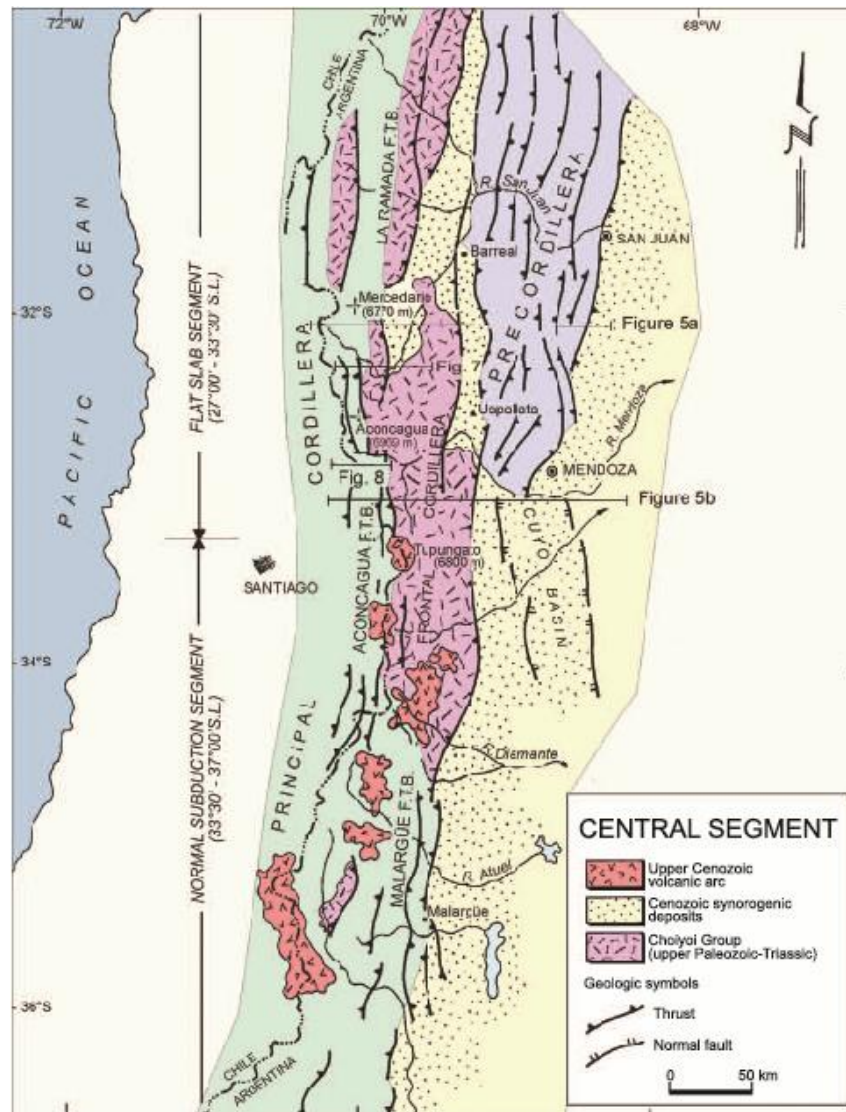 72°W
70°W
68°W
CHILE
ARGENTINA
LA RAMADA F.T.B.
R. San Juan
SAN JUAN
Barreal
PRECORDILLERA
PACIFIC OCEAN
FLAT SLAB SEGMENT
(27°00' - 33°30' S.L.)
32°S
Mercedario
(6770 m)
Figure 5a
Fig. 7
CORDILLERA
Aconcagua
(6969 m)
Uspallata
R. Mendoza
MENDOZA
Fig. 8
CORDILLERA
Figure 5b
ACONCAGUA F.T.B.
CUYO BASIN
Tupungato
(6800 m)
SANTIAGO
FRONTAL
34°S
NORMAL SUBDUCTION SEGMENT
(33°30' - 37°00'S.L.)
PRINCIPAL
R. Diamante
MALARGÜE F.T.B.
R. Atuel
Malargüe
36°S
CHILE
ARGENTINA
CENTRAL SEGMENT
Upper Cenozoic
volcanic arc
Cenozoic synorogenic
deposits
Choiyoi Group
(upper Paleozoic-Triassic)
Geologic symbols
Thrust
Normal fault
0 50 km
N